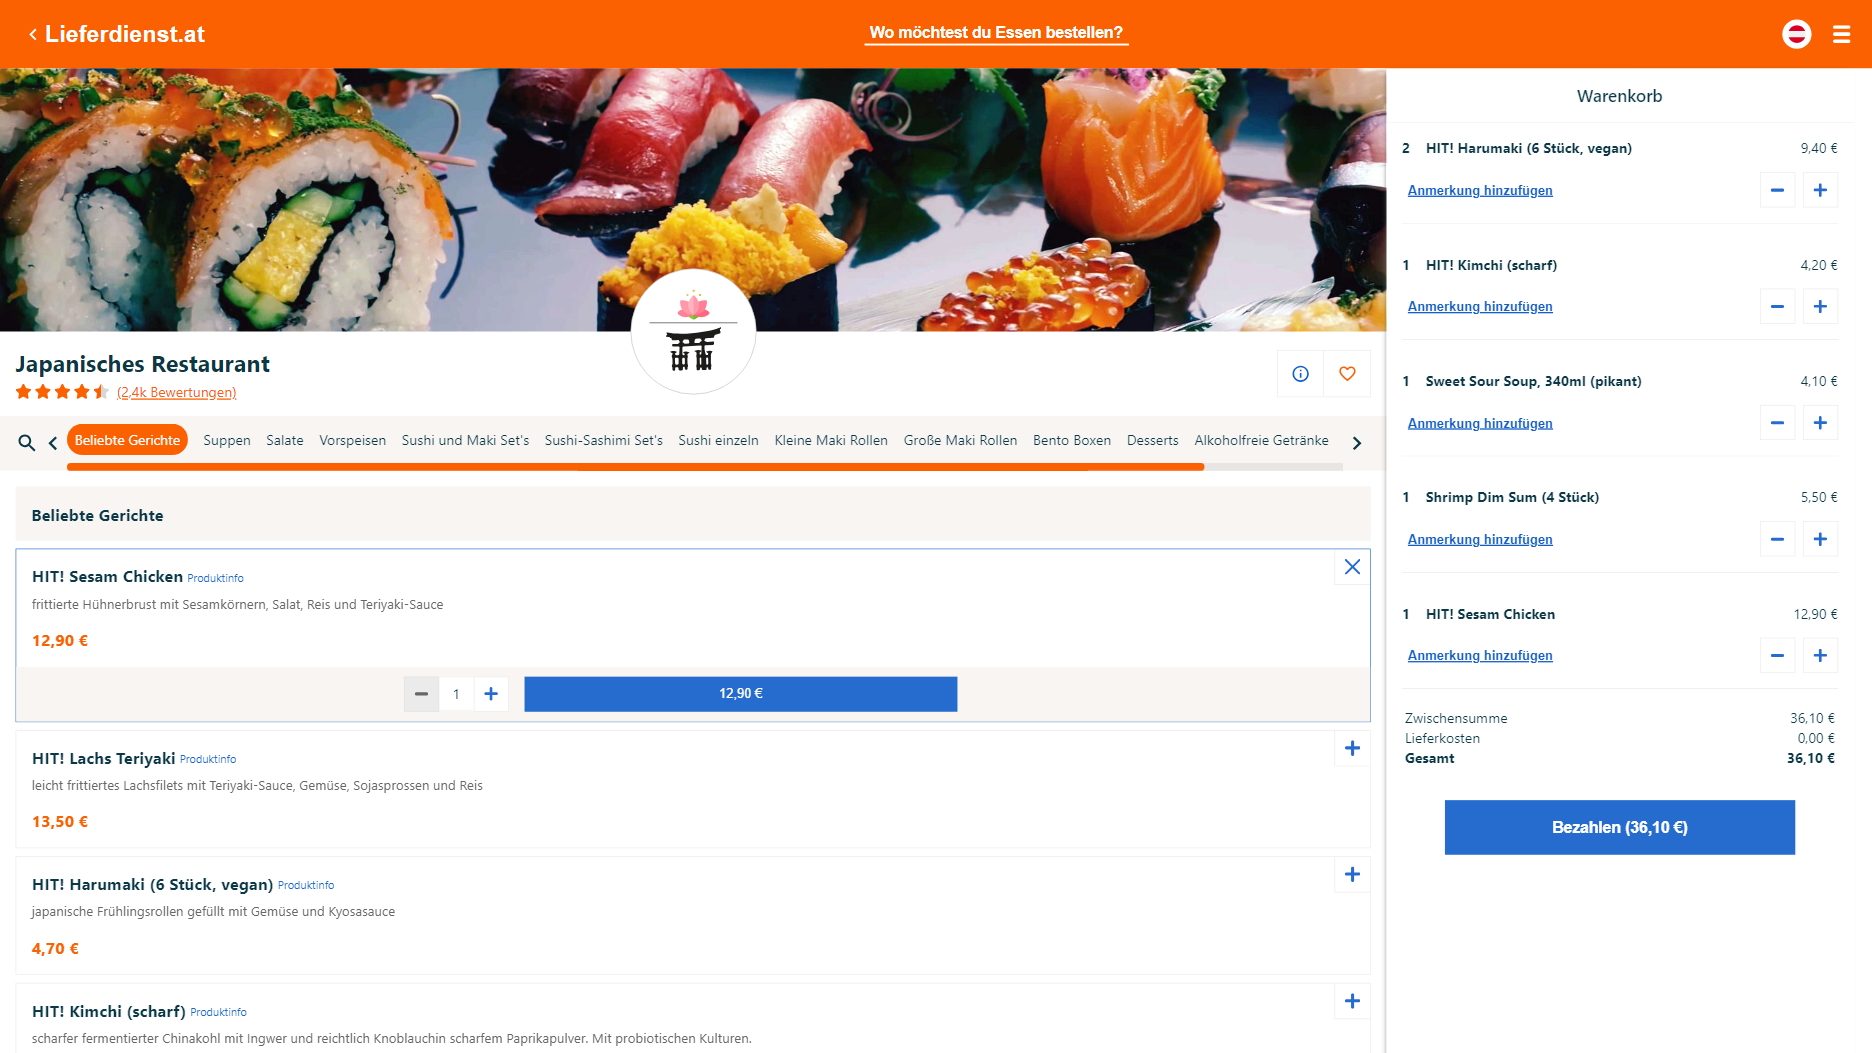 Lieferdienst.at
Wo möchtest du Essen bestellen?
Japanisches Restaurant
(2,4k Bewertungen)
Beliebte Gerichte Suppen Salate Vorspeisen Sushi und Maki Set's Sushi-Sashimi Set's Sushi einzeln Kleine Maki Rollen Große Maki Rollen Bento Boxen Desserts Alkoholfreie Getränke
Beliebte Gerichte
HIT! Sesam Chicken Produktinfo
frittierte Hühnerbrust mit Sesamkörnern, Salat, Reis und Teriyaki-Sauce
12,90 €
1
12,90 €
HIT! Lachs Teriyaki Produktinfo
leicht frittiertes Lachsfilets mit Teriyaki-Sauce, Gemüse, Sojasprossen und Reis
13,50 €
HIT! Harumaki (6 Stück, vegan) Produktinfo
japanische Frühlingsrollen gefüllt mit Gemüse und Kyosasauce
4,70 €
HIT! Kimchi (scharf) Produktinfo
scharfer fermentierter Chinakohl mit Ingwer und reichtlich Knoblauchin scharfem Paprikapulver. Mit probiotischen Kulturen.
Warenkorb
2 HIT! Harumaki (6 Stück, vegan) 9,40 €
Anmerkung hinzufügen
1 HIT! Kimchi (scharf) 4,20 €
Anmerkung hinzufügen
1 Sweet Sour Soup, 340ml (pikant) 4,10 €
Anmerkung hinzufügen
1 Shrimp Dim Sum (4 Stück) 5,50 €
Anmerkung hinzufügen
1 HIT! Sesam Chicken 12,90 €
Anmerkung hinzufügen
Zwischensumme 36,10 €
Lieferkosten 0,00 €
Gesamt 36,10 €
Bezahlen (36,10 €)